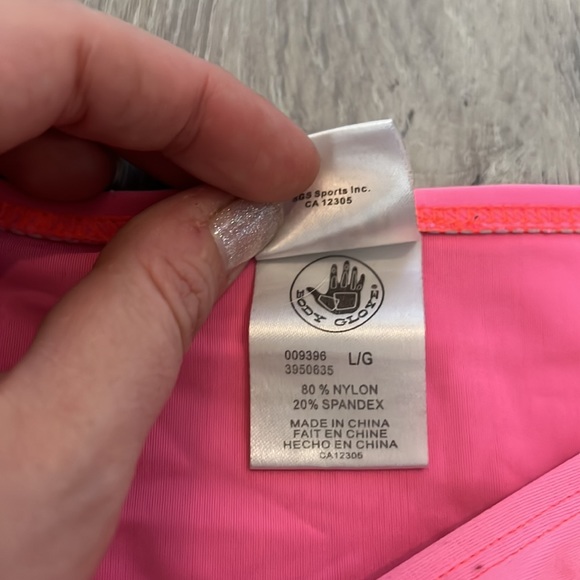 Sports Inc.
CA 12305
BODY GLOVE®
009396 L/G
3950635
80 % NYLON
20% SPANDEX
MADE IN CHINA
FAIT EN CHINE
HECHO EN CHINA
CA12305